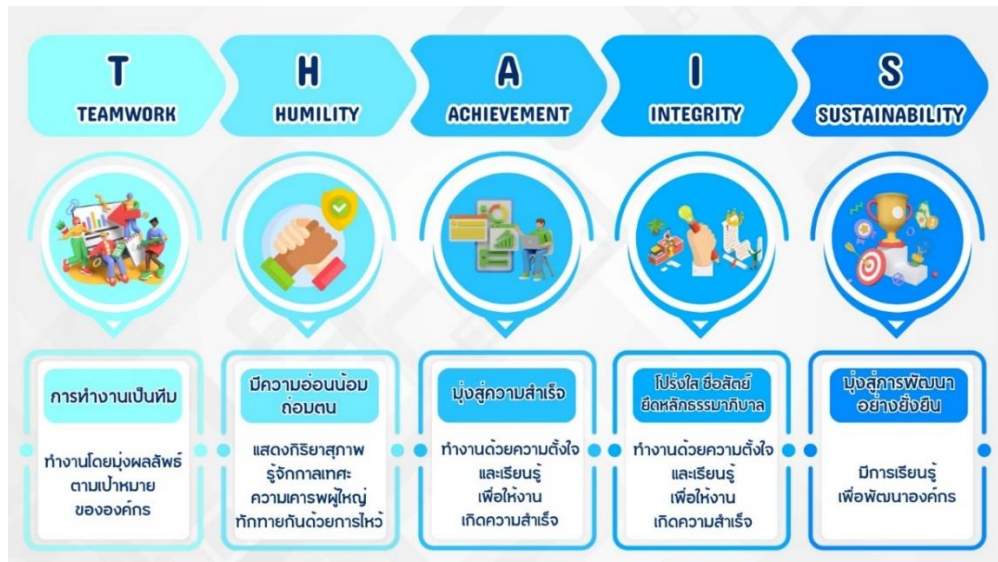 T
TEAMWORK
H
HUMILITY
A
ACHIEVEMENT
I
INTEGRITY
S
SUSTAINABILITY
การทำงานเป็นทีม
ทำงานโดยมุ่งผลลัพธ์
ตามเป้าหมาย
ขององค์กร
มีความอ่อนน้อม
ถ่อมตน
แสดงกิริยาสุภาพ
รู้จักกาลเทศะ
ความเคารพผู้ใหญ่
ทักทายกันด้วยการไหว้
มุ่งสู่ความสำเร็จ
ทำงานด้วยความตั้งใจ
และเรียนรู้
เพื่อให้งาน
เกิดความสำเร็จ
โปร่งใส ซื่อสัตย์
ยึดหลักธรรมาภิบาล
ทำงานด้วยความตั้งใจ
และเรียนรู้
เพื่อให้งาน
เกิดความสำเร็จ
มุ่งสู่การพัฒนา
อย่างยั่งยืน
มีการเรียนรู้
เพื่อพัฒนาองค์กร